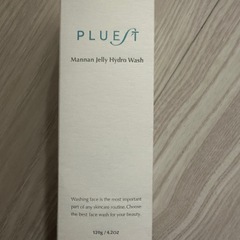 PLUEST
Mannan Jelly Hydro Wash
Washing face is the most important
part of any skincare routine. Choose
the best face wash for your beauty.
120g / 4.2oz